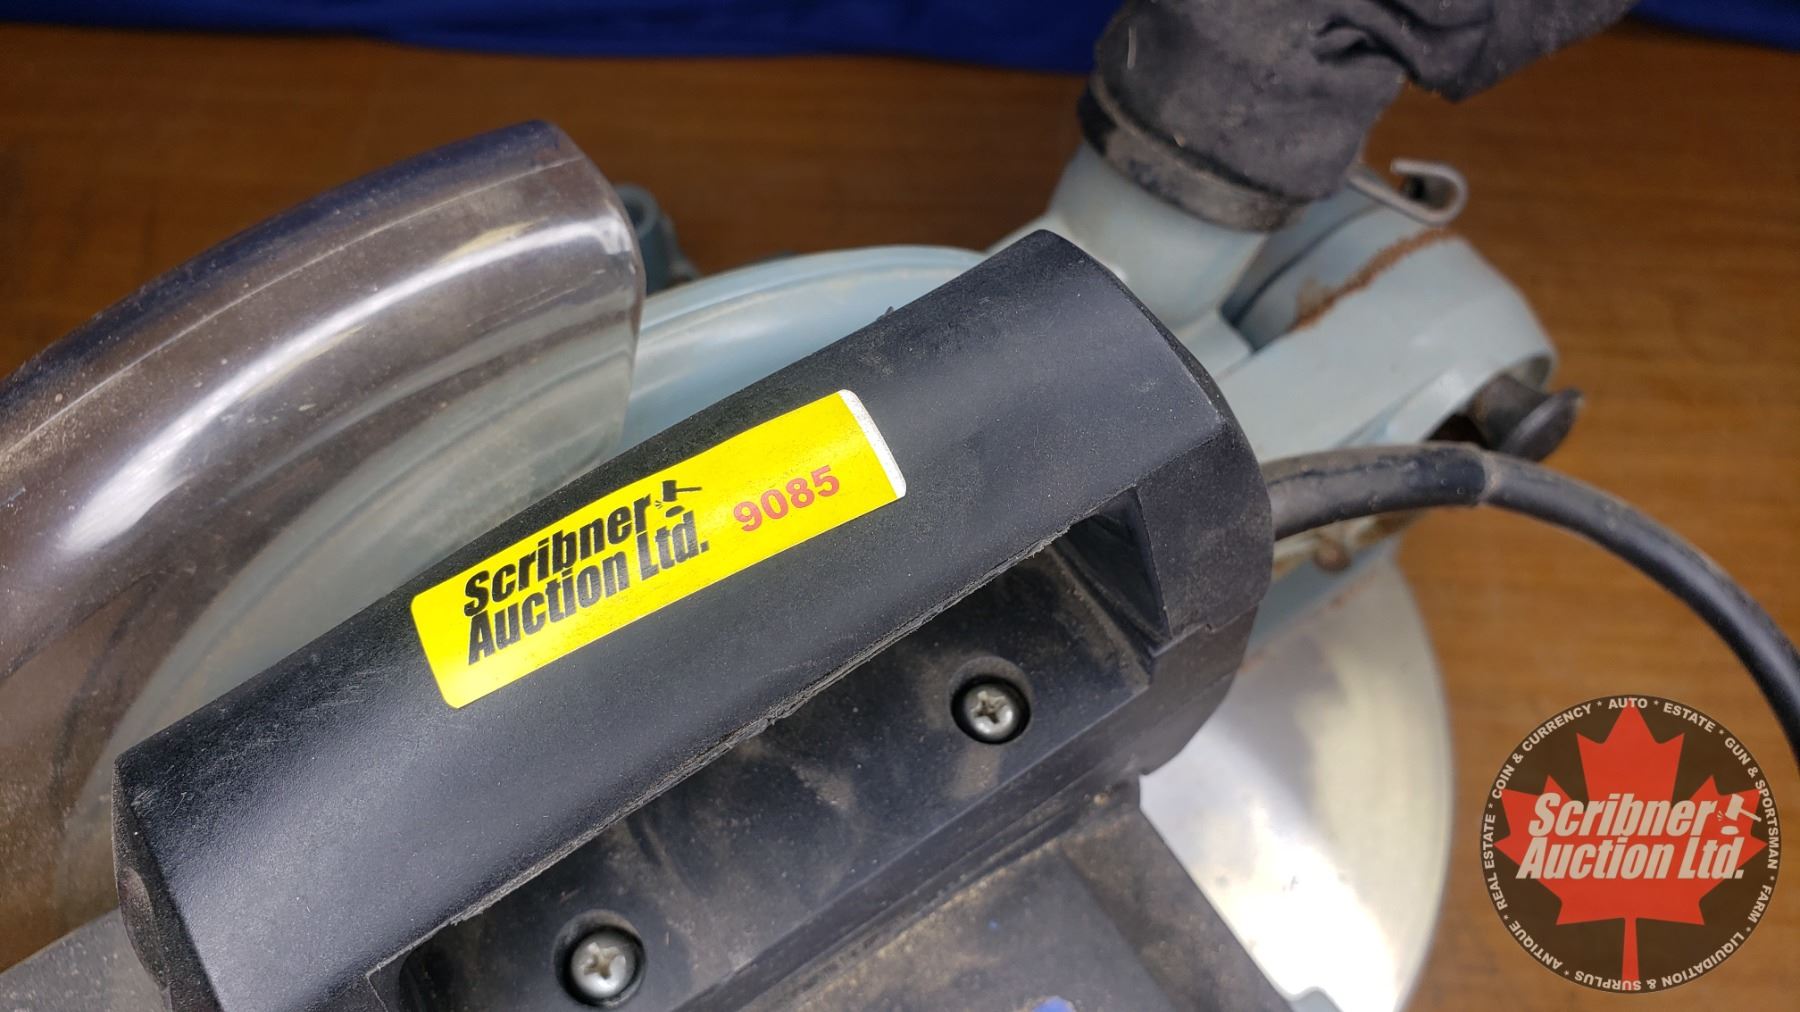 Scribner
Auction Ltd.
9085
REAL ESTATE * COIN & CURRENCY * AUTO * ESTATE * GUN & SPORTSMAN * FARM * LIQUIDATION & SURPLUS * ANTIQUE *
Scribner
Auction Ltd.